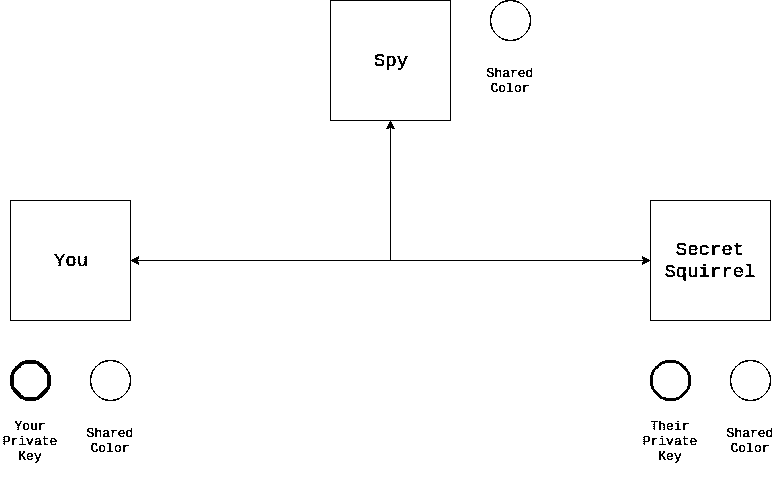 Spy
Shared
Color
You
Secret
Squirrel
Your
Private
Key
Shared
Color
Their
Private
Key
Shared
Color